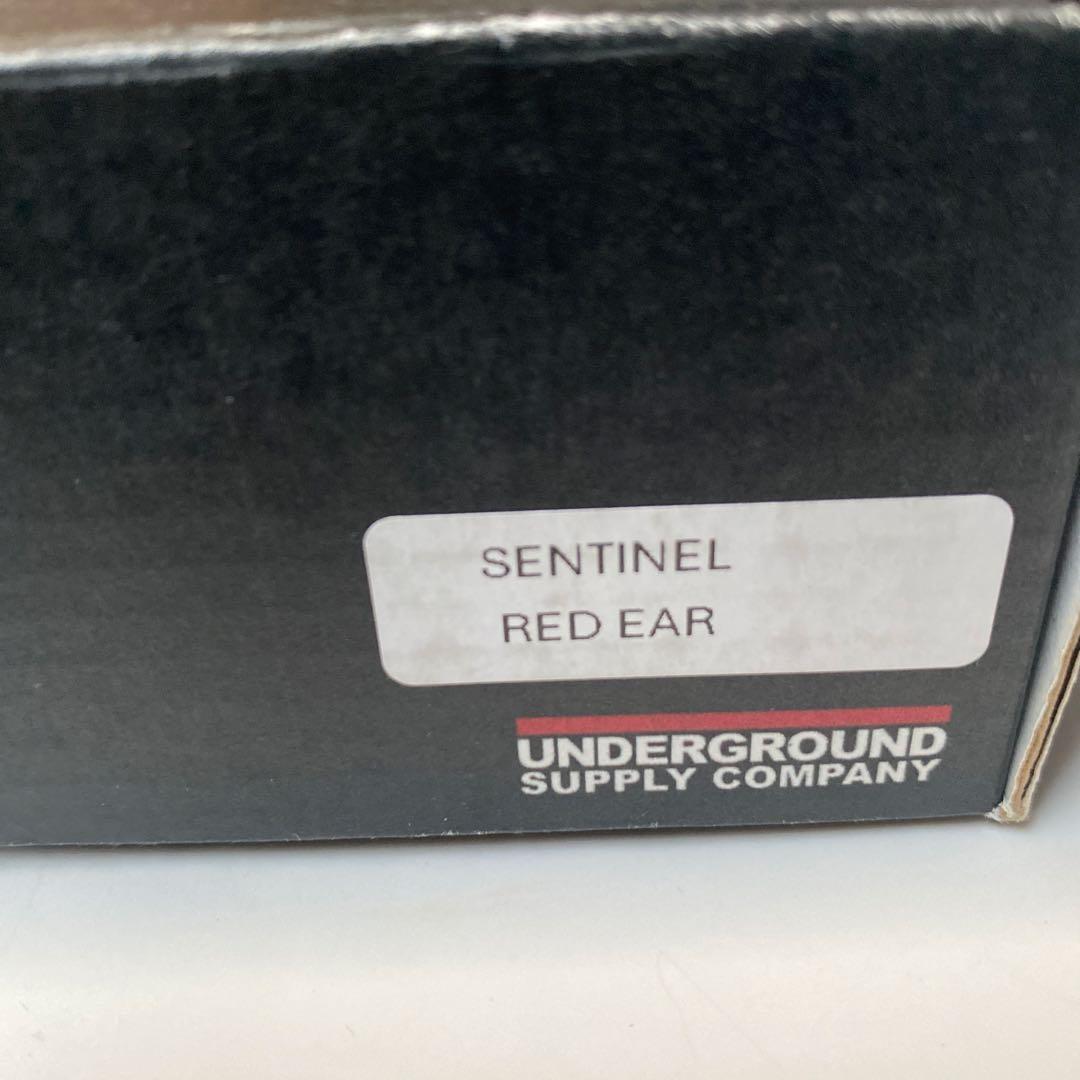 SENTINEL
RED EAR
UNDERGROUND
SUPPLY COMPANY